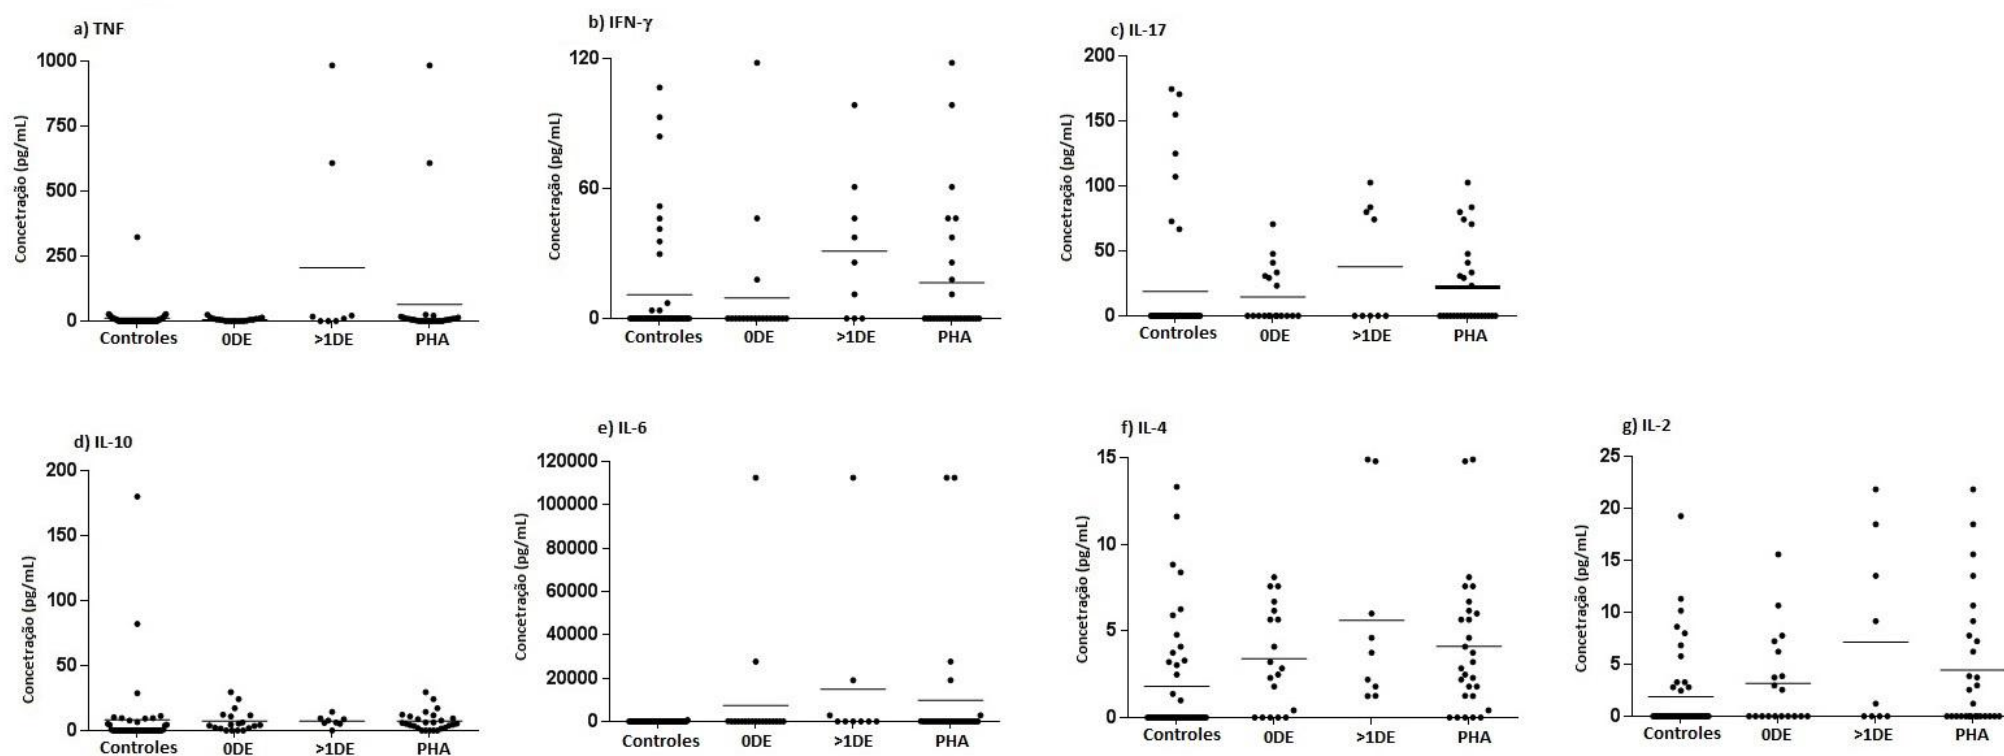 a) TNF
Concetração (pg/mL)
1000
750
500
250
0
Controles 0DE >1DE PHA
b) IFN-γ
Concetração (pg/mL)
120
60
0
Controles 0DE >1DE PHA
c) IL-17
Concetração (pg/mL)
200
150
100
50
0
Controles 0DE >1DE PHA
d) IL-10
Concetração (pg/mL)
200
150
100
50
0
Controles 0DE >1DE PHA
e) IL-6
Concetração (pg/mL)
120000
100000
80000
60000
40000
20000
0
Controles 0DE >1DE PHA
f) IL-4
Concetração (pg/mL)
15
10
5
0
Controles 0DE >1DE PHA
g) IL-2
Concetração (pg/mL)
25
20
15
10
5
0
Controles 0DE >1DE PHA